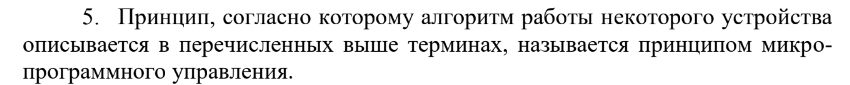 5. Принцип, согласно которому алгоритм работы некоторого устройства
описывается в перечисленных выше терминах, называется принципом микро-
программного управления.